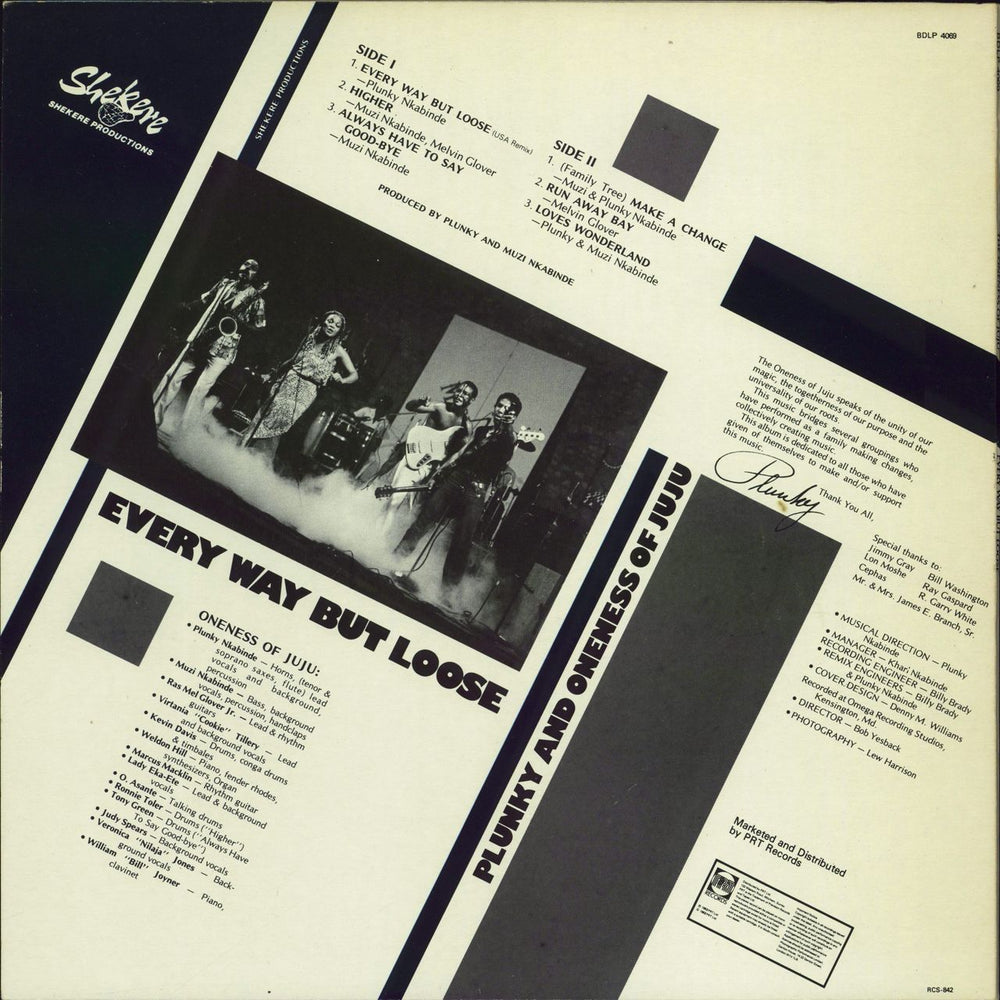 BDLP 4069
Shekere
SHEKERE PRODUCTIONS
SHEKERE PRODUCTIONS
SIDE I
1. EVERY WAY BUT LOOSE (USA Remix)
—Plunky Nkabinde
2. HIGHER
—Muzi Nkabinde, Melvin Glover
3. ALWAYS HAVE TO SAY
GOOD-BYE
—Muzi Nkabinde
SIDE II
1. (Family Tree) MAKE A CHANGE
—Muzi & Plunky Nkabinde
2. RUN AWAY BAY
—Melvin Glover
3. LOVES WONDERLAND
—Plunky & Muzi Nkabinde
PRODUCED BY PLUNKY AND MUZI NKABINDE
The Oneness of Juju speaks of the unity of our
magic, the togetherness of our purpose and the
universality of our roots.
This music bridges several groupings who
have performed as a family making changes,
collectively creating music.
This album is dedicated to all those who have
given of themselves to make and/or support
this music.
Thank You All,
Plunky
Special thanks to:
Jimmy Gray Bill Washington
Lon Moshe Ray Gaspard
Cephas R. Garry White
Mr. & Mrs. James E. Branch, Sr.
• MUSICAL DIRECTION — Plunky
Nkabinde
• MANAGER — Khari Nkabinde
RECORDING ENGINEER — Billy Brady
• REMIX ENGINEERS — Billy Brady
& Plunky Nkabinde
• COVER DESIGN — Denny M. Williams
Recorded at Omega Recording Studios,
Kensington, Md.
• DIRECTOR — Bob Yesback
• PHOTOGRAPHY — Lew Harrison
EVERY WAY BUT LOOSE
PLUNKY AND ONENESS OF JUJU
ONENESS OF JUJU:
• Plunky Nkabinde — Horns, (tenor &
soprano saxes, flute) lead
vocals and background,
percussion
• Muzi Nkabinde — Bass, background
vocals, percussion, handclaps
• Ras Mel Glover Jr. — Lead & rhythm
guitars
• Virtania "Cookie" Tillery — Lead
and background vocals
• Kevin Davis — Drums, conga drums
& timbales
• Weldon Hill — Piano, fender rhodes,
synthesizers, Organ
• Marcus Macklin — Rhythm guitar
• Lady Eka-Ete — Lead & background
vocals
• O. Asante — Talking drums
• Ronnie Toler — Drums ("Higher")
• Tony Green — Drums ("Always Have
To Say Good-bye")
• Judy Spears — Background vocals
• Veronica "Nilaja" Jones — Back-
ground vocals
• William "Bill" Joyner — Piano,
clarinet
Marketed and Distributed
by PRT Records
RECORDS
RCS-842